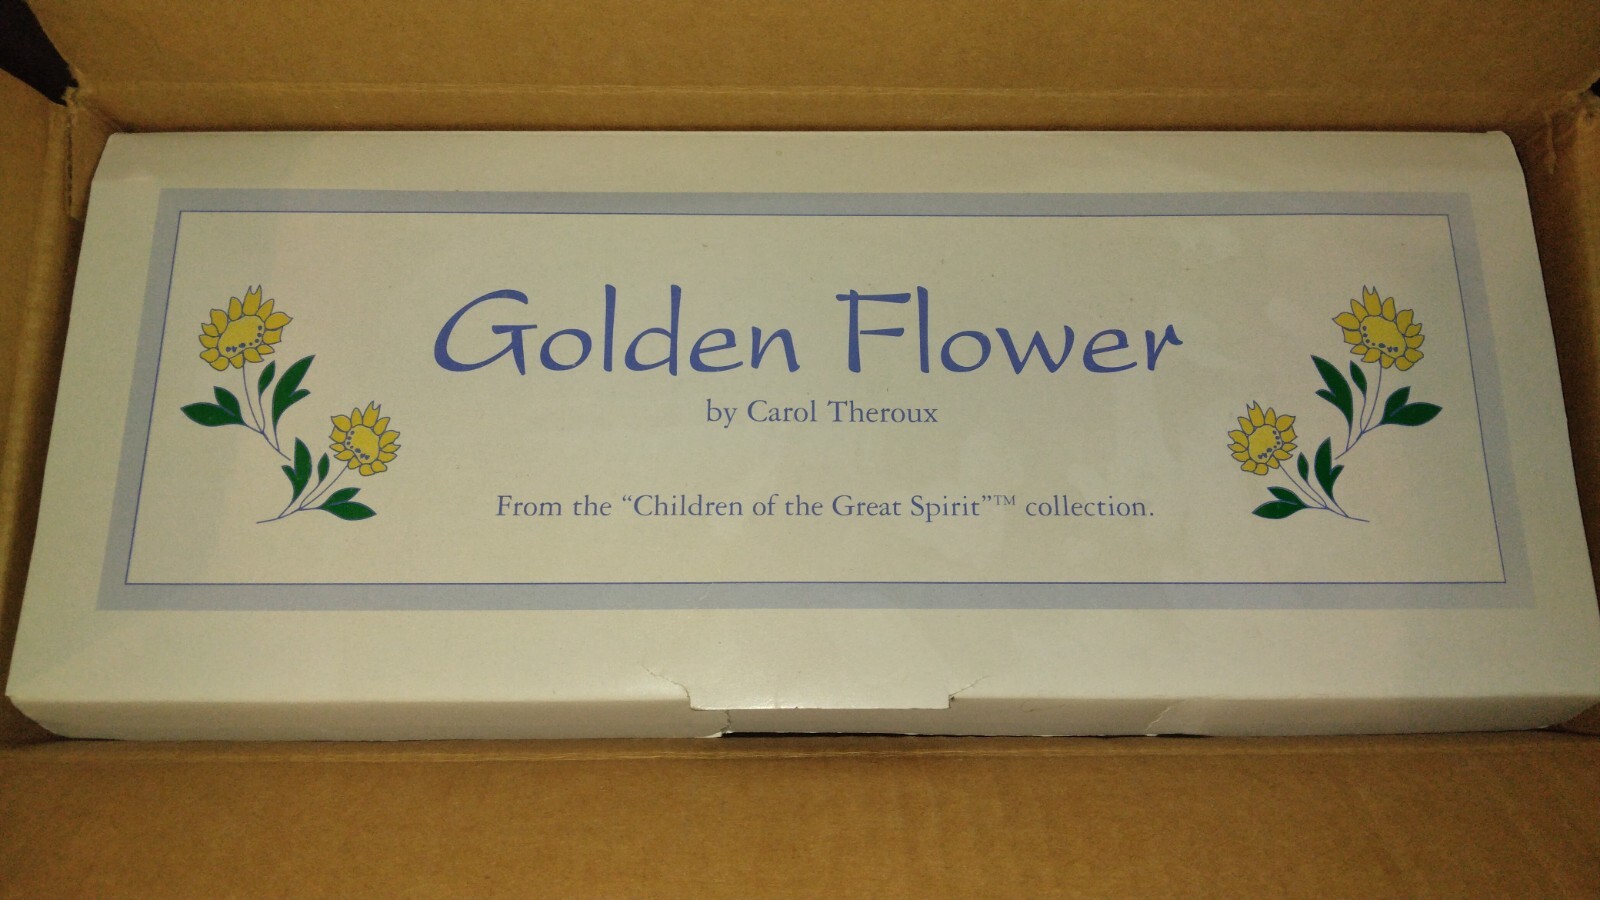 Golden Flower
by Carol Theroux
From the “Children of the Great Spirit”™ collection.